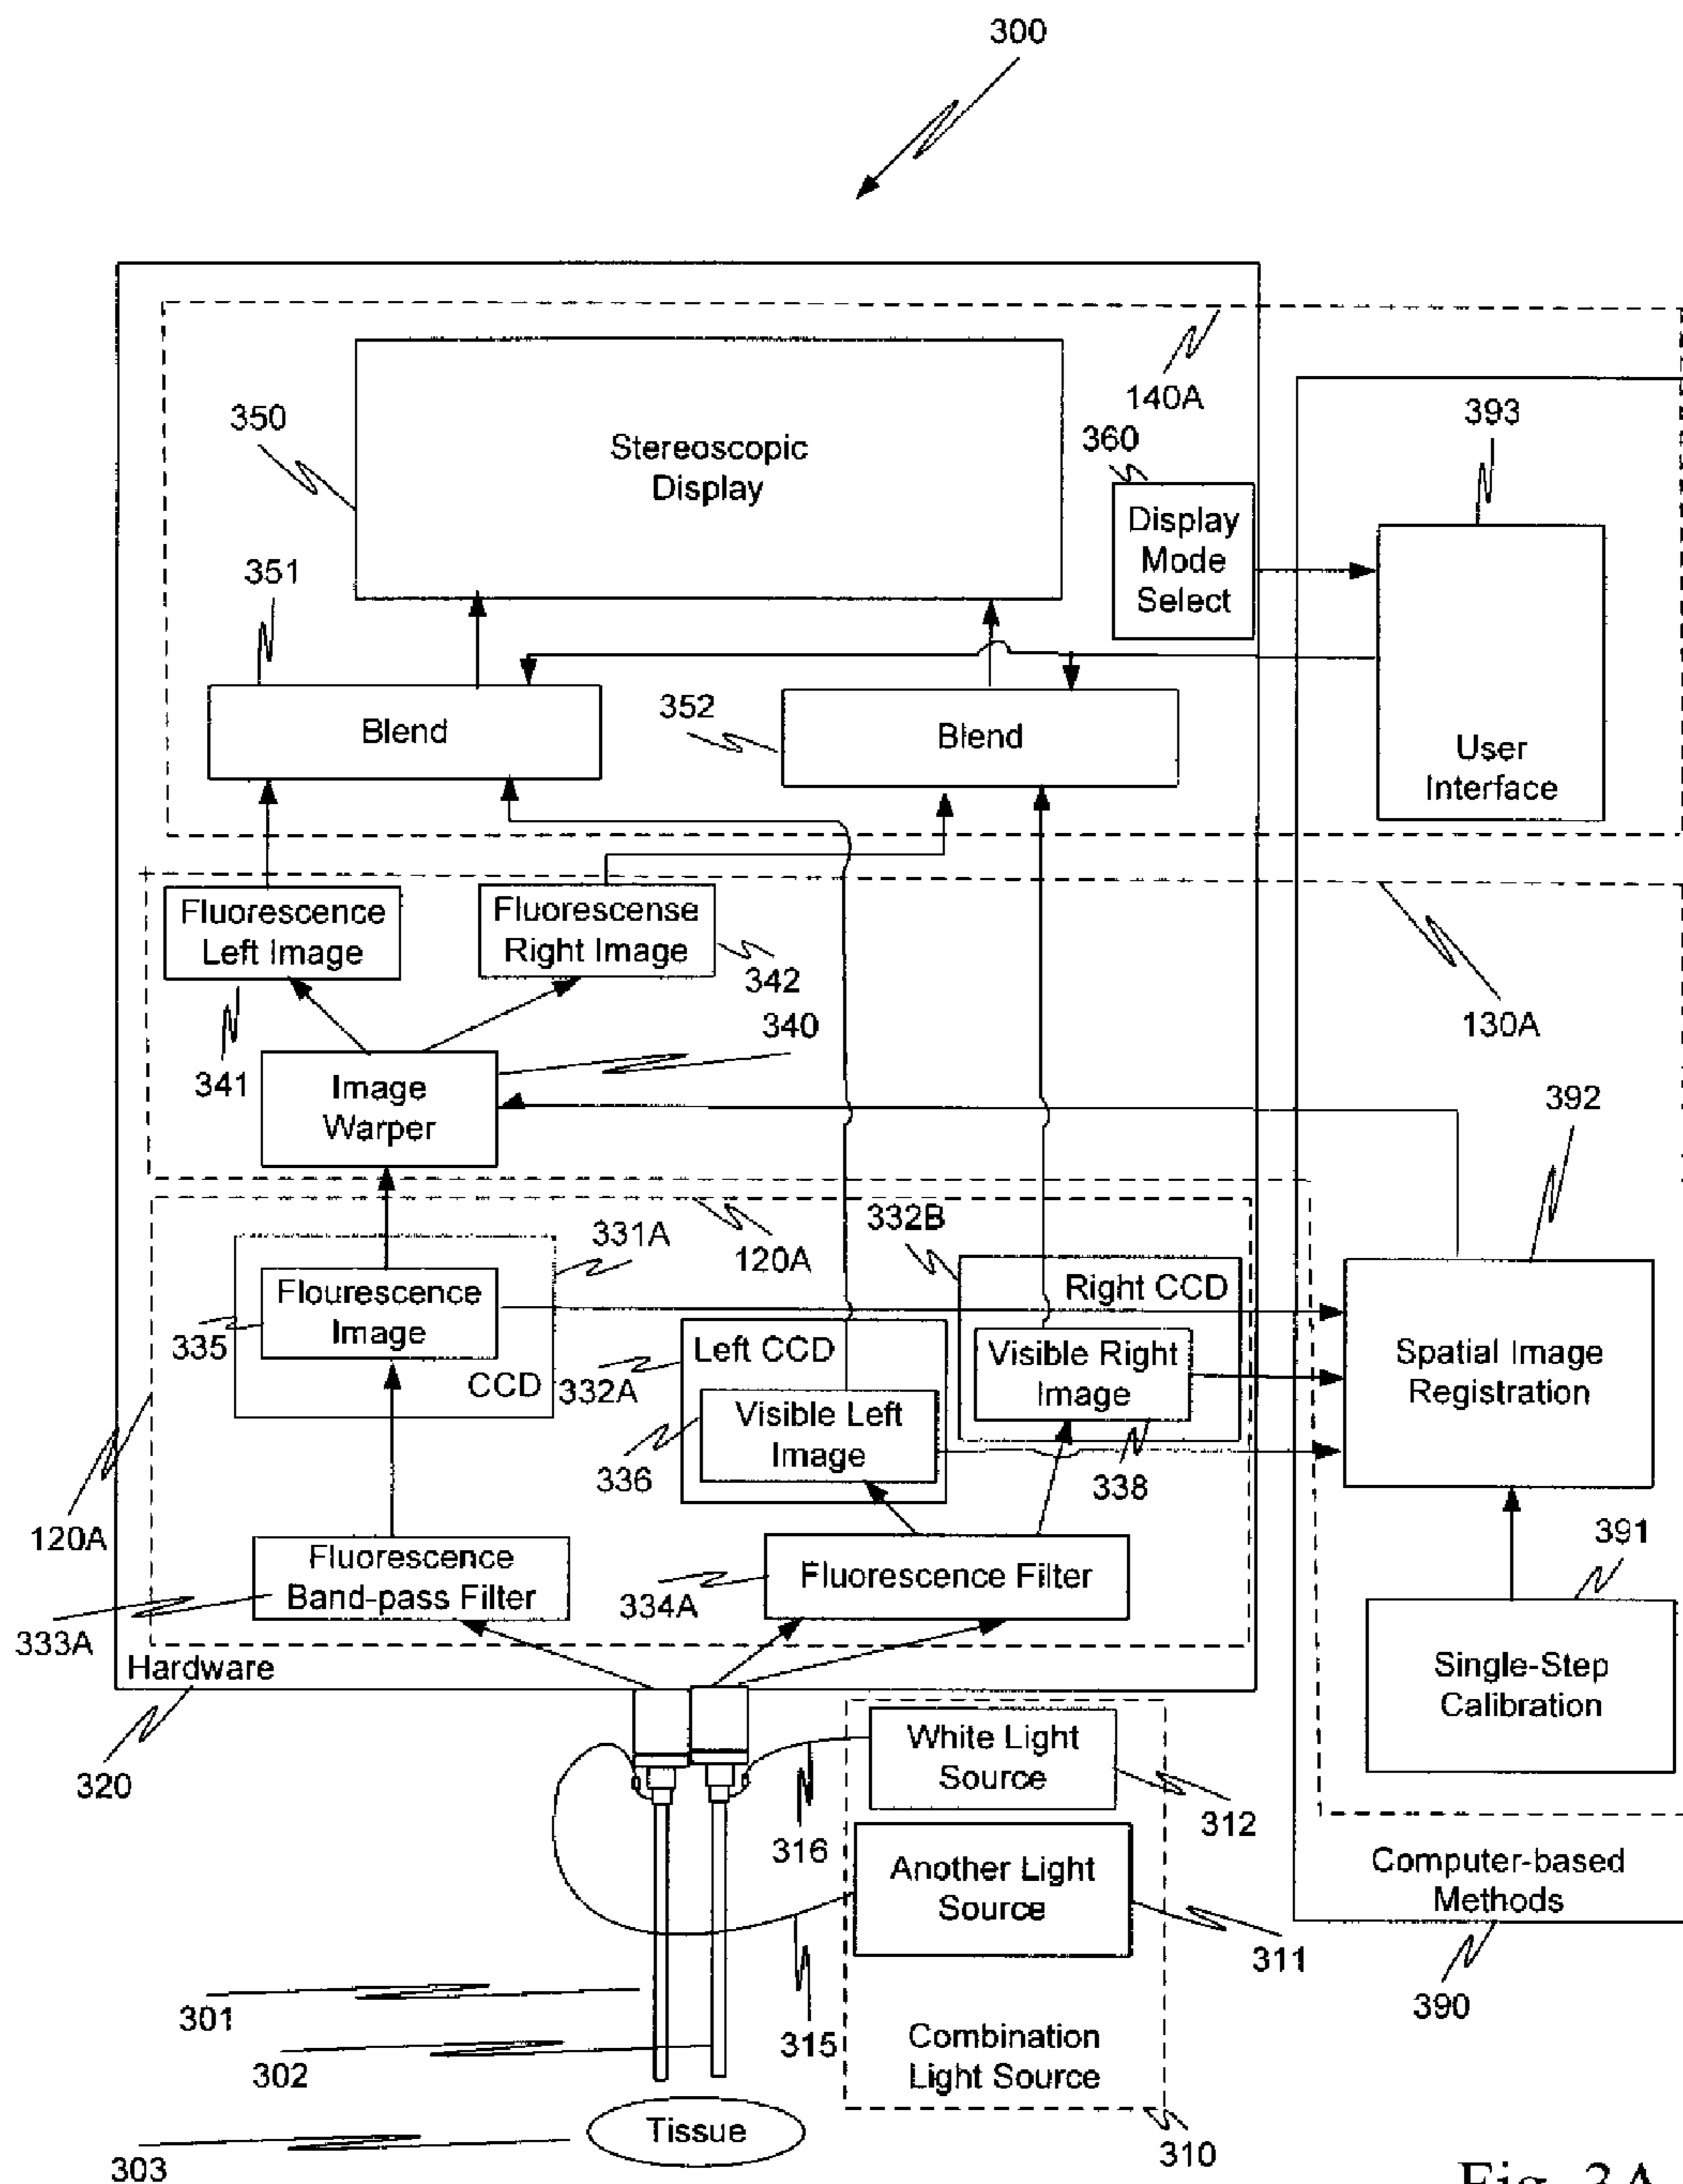 300
140A
350
Stereoscopic
Display
360
Display
Mode
Select
393
351
Blend
352
Blend
User
Interface
Fluorescence
Left Image
Fluorescense
Right Image
342
340
130A
341
Image
Warper
392
332B
331A
120A
Flourescence
Image
335
CCD
Right CCD
Left CCD
332A
Visible Right
Image
Visible Left
Image
336
338
Spatial Image
Registration
120A
391
Fluorescence
Band-pass Filter
Fluorescence Filter
334A
333A
Hardware
Single-Step
Calibration
320
White Light
Source
316
312
Another Light
Source
Computer-based
Methods
311
390
301
315
Combination
Light Source
302
Tissue
303
310
Fig. 3A